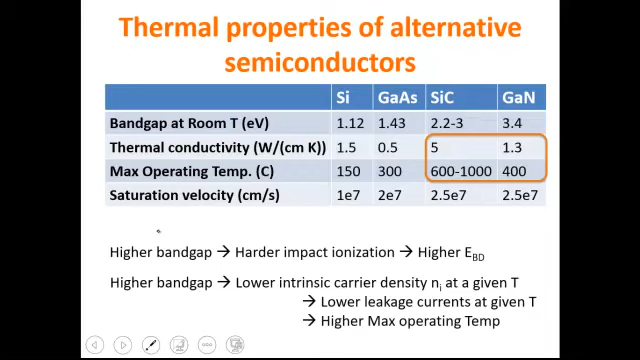 Thermal properties of alternative
semiconductors
Si GaAs SiC GaN
Bandgap at Room T (eV) 1.12 1.43 2.2-3 3.4
Thermal conductivity (W/(cm K)) 1.5 0.5 5 1.3
Max Operating Temp. (C) 150 300 600-1000 400
Saturation velocity (cm/s) 1e7 2e7 2.5e7 2.5e7
Higher bandgap → Harder impact ionization → Higher E_BD
Higher bandgap → Lower intrinsic carrier density n_i at a given T
→ Lower leakage currents at given T
→ Higher Max operating Temp